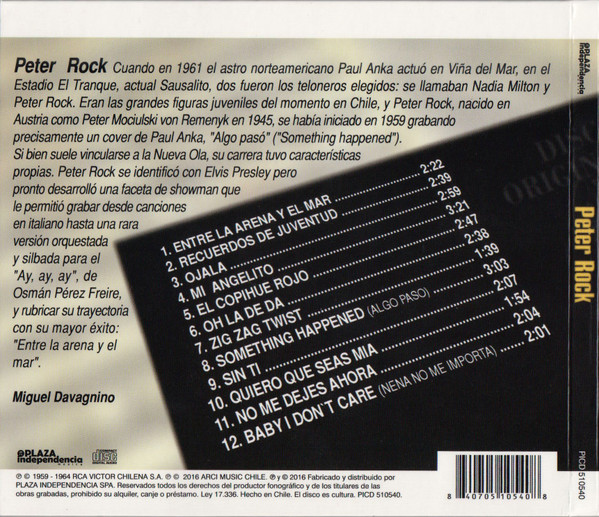 Peter Rock Cuando en 1961 el astro norteamericano Paul Anka actuó en Viña del Mar, en el
Estadio El Tranque, actual Sausalito, dos fueron los teloneros elegidos: se llamaban Nadia Milton y
Peter Rock. Eran las grandes figuras juveniles del momento en Chile, y Peter Rock, nacido en
Austria como Peter Mociulski von Remenyk en 1945, se había iniciado en 1959 grabando
precisamente un cover de Paul Anka, "Algo pasó" ("Something happened").
Si bien suele vincularse a la Nueva Ola, su carrera tuvo características
propias. Peter Rock se identificó con Elvis Presley pero
pronto desarrolló una faceta de showman que
le permitió grabar desde canciones
en italiano hasta una rara
versión orquestada
y silbada para el
"Ay, ay, ay", de
Osmán Pérez Freire,
y rubricar su trayectoria
con su mayor éxito:
"Entre la arena y el
mar".
Miguel Davagnino
1. ENTRE LA ARENA Y EL MAR 2:22
2. RECUERDOS DE JUVENTUD 2:39
3. OJALA 2:59
4. MI ANGELITO 3:21
5. EL COPIHUE ROJO 2:47
6. OH LA DE DA 2:38
7. ZIG ZAG TWIST 1:39
8. SOMETHING HAPPENED (ALGO PASO) 3:03
9. SIN TI 2:07
10. QUIERO QUE SEAS MIA 1:54
11. NO ME DEJES AHORA 2:04
12. BABY I DON'T CARE (NENA NO ME IMPORTA) 2:01
PLAZA
independencia
MÚSICA
COMPACT
disc
DIGITAL AUDIO
℗ © 1959 - 1964 RCA VICTOR CHILENA S.A. ℗ © 2016 ARCI MUSIC CHILE. ℗ y © 2016 Fabricado y distribuido por
PLAZA INDEPENDENCIA SPA. Reservados todos los derechos del productor fonográfico y de los titulares de las
obras grabadas, prohibido su alquiler, canje o préstamo. Ley 17.336. Hecho en Chile. El disco es cultura. PICD 510540.
8 40705 10540 8
PLAZA
independencia
Peter Rock
PICD 510540